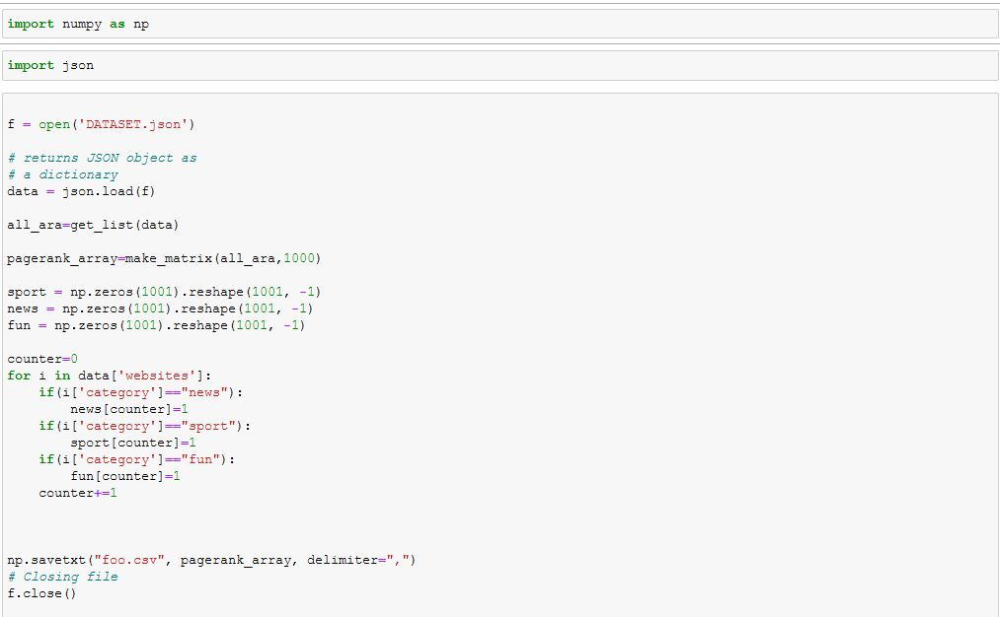 import numpy as np
import json
f = open('DATASET.json')
# returns JSON object as
# a dictionary
data = json.load(f)
all_ara=get_list(data)
pagerank_array=make_matrix(all_ara,1000)
sport = np.zeros(1001).reshape(1001, -1)
news = np.zeros(1001).reshape(1001, -1)
fun = np.zeros(1001).reshape(1001, -1)
counter=0
for i in data['websites']:
    if(i['category']=="news"):
        news[counter]=1
    if(i['category']=="sport"):
        sport[counter]=1
    if(i['category']=="fun"):
        fun[counter]=1
    counter+=1
np.savetxt("foo.csv", pagerank_array, delimiter=",")
# Closing file
f.close()